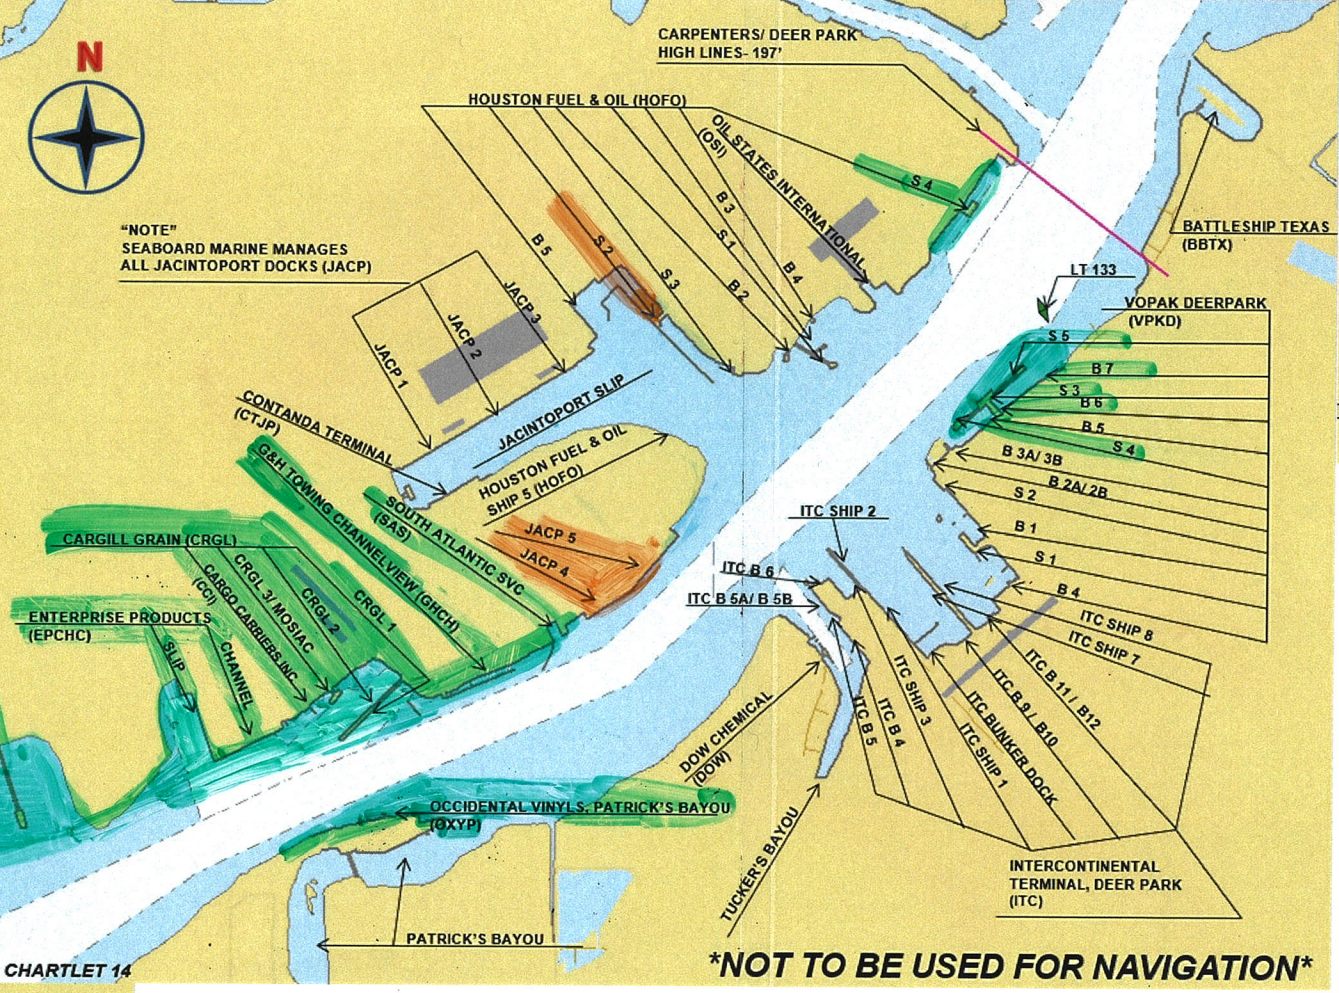 N
CARPENTERS/ DEER PARK
HIGH LINES- 197'
HOUSTON FUEL & OIL (HOFO)
OIL STATES INTERNATIONAL
(OSI)
S 4
B 5
S 2
S 3
B 3
S 1
B 2
B 4
BATTLESHIP TEXAS
(BBTX)
"NOTE"
SEABOARD MARINE MANAGES
ALL JACINTOPORT DOCKS (JACP)
JACP 1
JACP 2
JACP 3
LT 133
VOPAK DEERPARK
(VPKD)
S 5
B 7
S 3
B 6
B 5
S 4
B 3A/ 3B
B 2A/ 2B
S 2
B 1
S 1
B 4
JACINTOPORT SLIP
CONTANDA TERMINAL
(CTJP)
HOUSTON FUEL & OIL
SHIP 5 (HOFO)
G&H TOWING CHANNELVIEW (GHCH)
SOUTH ATLANTIC SVC
(SAS)
JACP 5
JACP 4
CARGILL GRAIN (CRGL)
CRGL 3/ MOSIAC
CRGL 2
CRGL 1
CARGO CARRIERS INC
(CCI)
ENTERPRISE PRODUCTS
(EPCHC)
SLIP
CHANNEL
ITC SHIP 2
ITC B 6
ITC B 5A/ B 5B
ITC SHIP 8
ITC SHIP 7
ITC B 11 / B12
ITC B 9 / B10
ITC BUNKER DOCK
ITC SHIP 1
ITC SHIP 3
ITC B 4
ITC B 5
DOW CHEMICAL
(DOW)
TUCKER'S BAYOU
OCCIDENTAL VINYLS, PATRICK'S BAYOU
(OXYP)
INTERCONTINENTAL
TERMINAL, DEER PARK
(ITC)
PATRICK'S BAYOU
CHARTLET 14
*NOT TO BE USED FOR NAVIGATION*